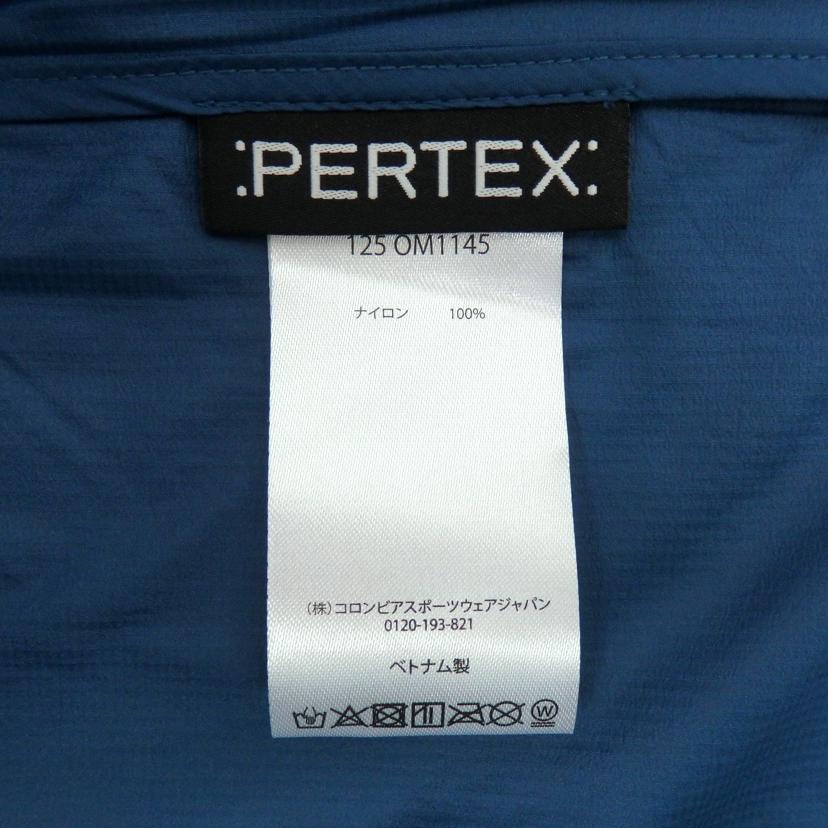 :PERTEX:
125 OM1145
ナイロン 100%
(株)コロンビアスポーツウェアジャパン
0120-193-821
ベトナム製
W